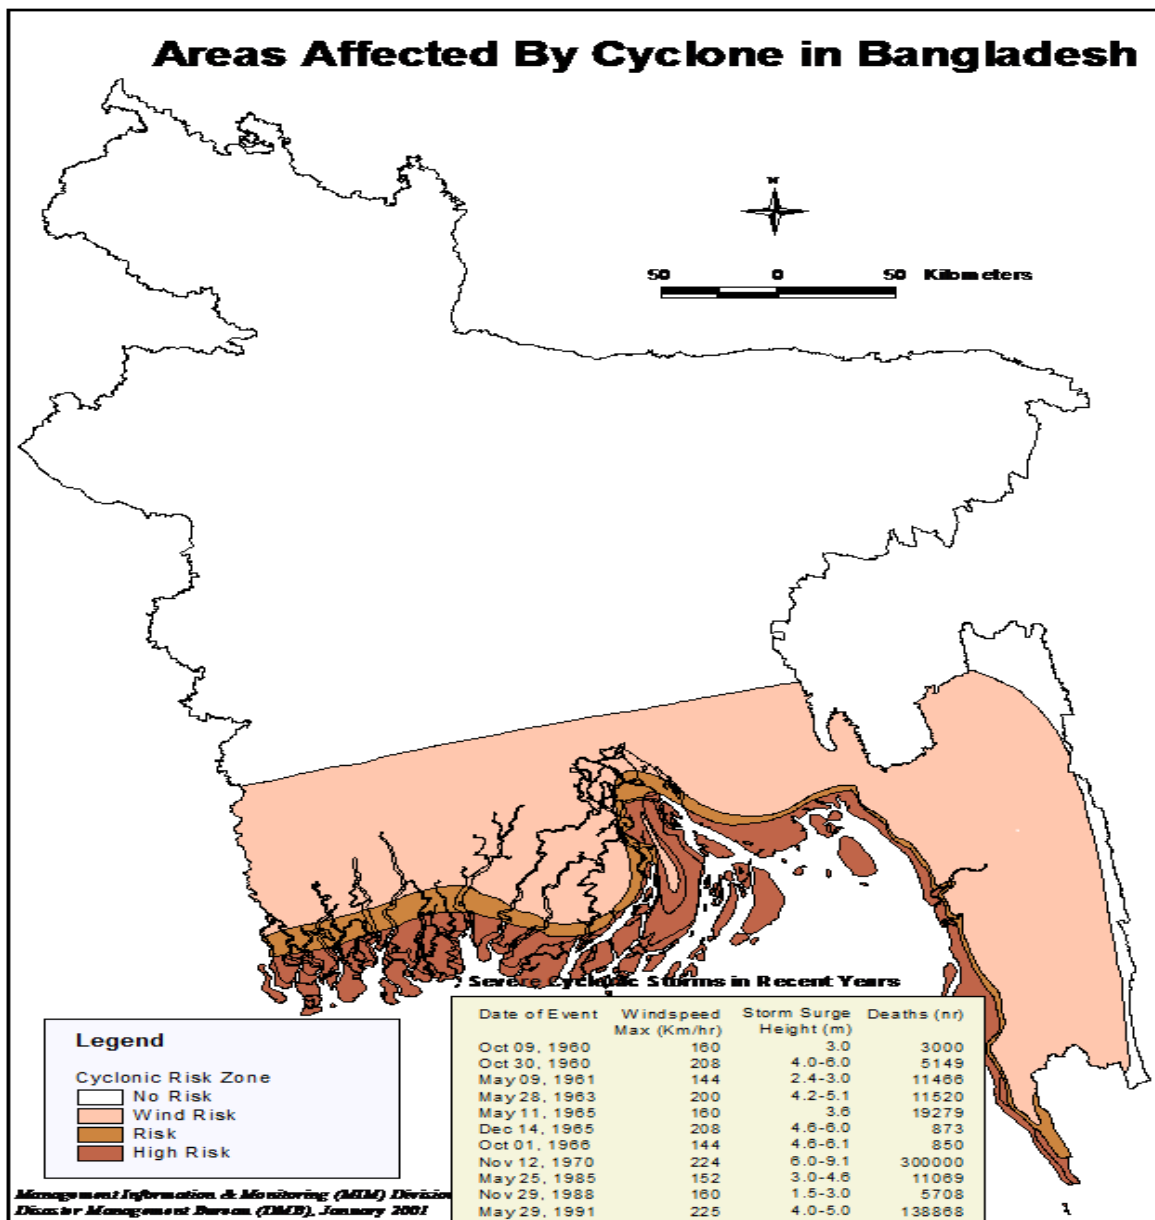 Areas Affected By Cyclone in Bangladesh
N
50 0 50 Kilometers
Severe Cyclonic Storms in Recent Years
Date of Event Windspeed Max (Km/hr) Storm Surge Height (m) Deaths (nr)
Oct 09, 1960 160 3.0 3000
Oct 30, 1960 208 4.0-6.0 5149
May 09, 1961 144 2.4-3.0 11466
May 28, 1963 200 4.2-5.1 11520
May 11, 1965 160 3.6 19279
Dec 14, 1965 208 4.6-6.0 873
Oct 01, 1966 144 4.6-6.1 850
Nov 12, 1970 224 6.0-9.1 300000
May 25, 1985 152 3.0-4.6 11069
Nov 29, 1988 160 1.5-3.0 5708
May 29, 1991 225 4.0-5.0 138868
Legend
Cyclonic Risk Zone
No Risk
Wind Risk
Risk
High Risk
Management Information & Monitoring (MIM) Division
Disaster Management Bureau (DMB), January 2001